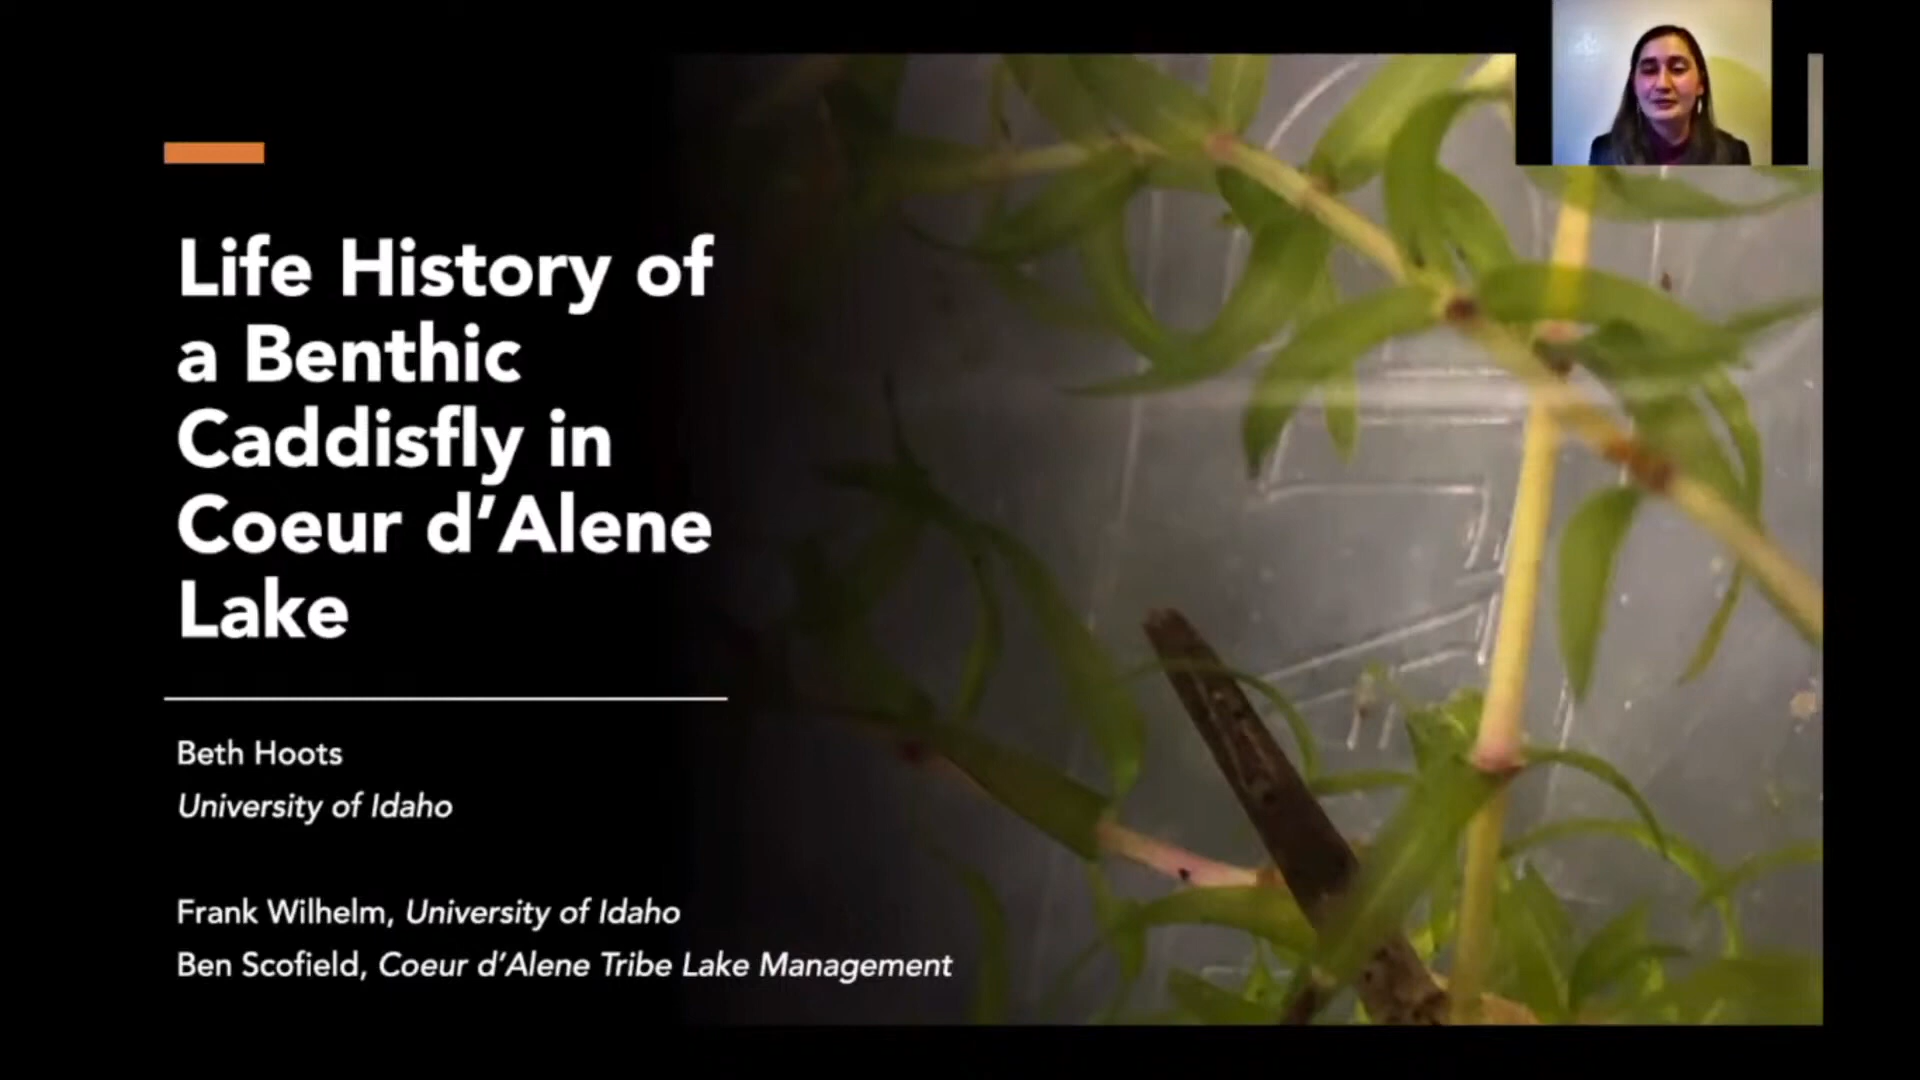 Life History of
a Benthic
Caddisfly in
Coeur d’Alene
Lake
Beth Hoots
University of Idaho
Frank Wilhelm, University of Idaho
Ben Scofield, Coeur d’Alene Tribe Lake Management